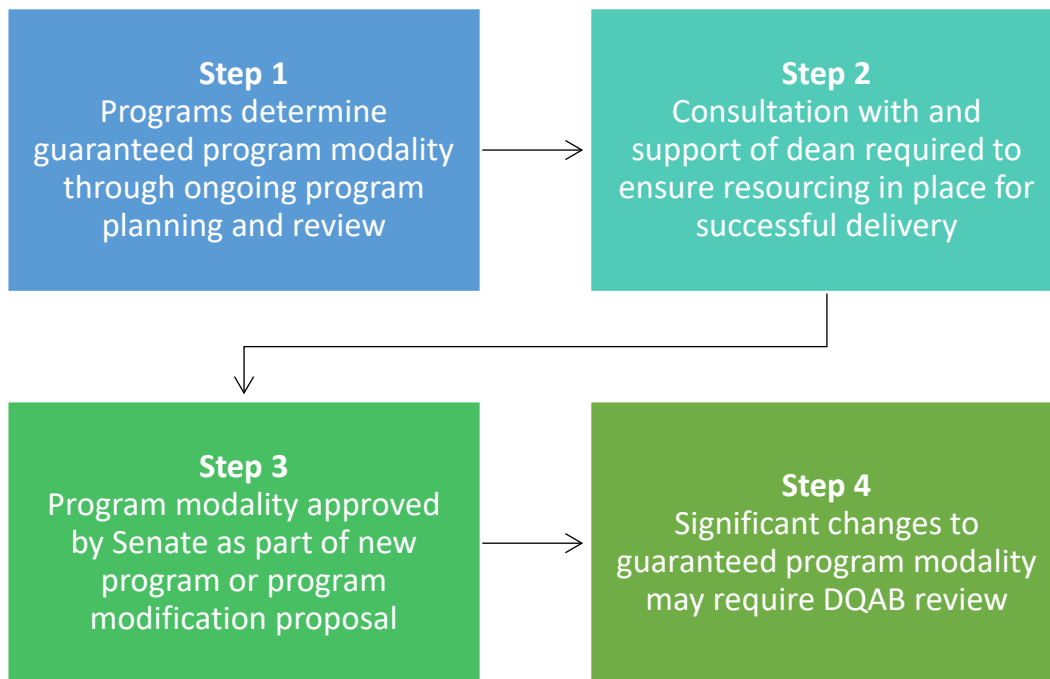 Step 1
Programs determine
guaranteed program modality
through ongoing program
planning and review
Step 2
Consultation with and
support of dean required to
ensure resourcing in place for
successful delivery
Step 3
Program modality approved
by Senate as part of new
program or program
modification proposal
Step 4
Significant changes to
guaranteed program modality
may require DQAB review